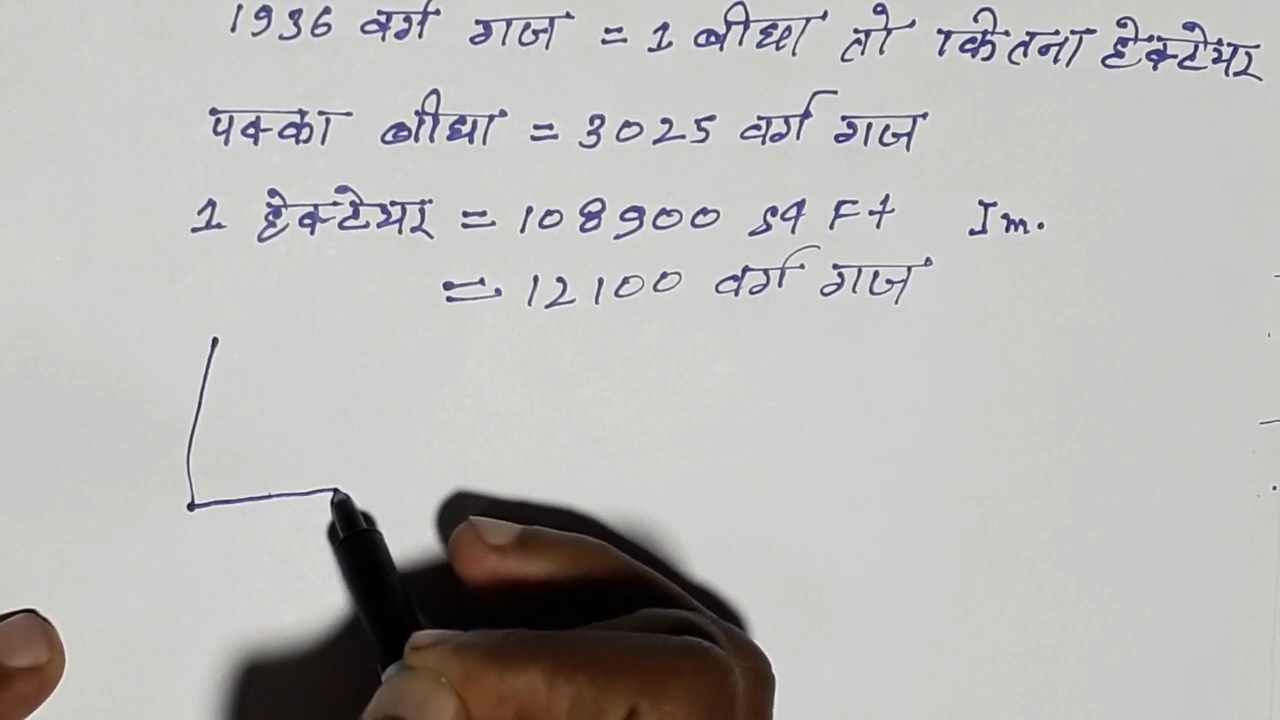 1936 वर्ग गज = 1 बीघा तो कितना हेक्टेयर
पक्का बीघा = 3025 वर्ग गज
1 हेक्टेयर = 108900 sq Ft Im.
= 12100 वर्ग गज